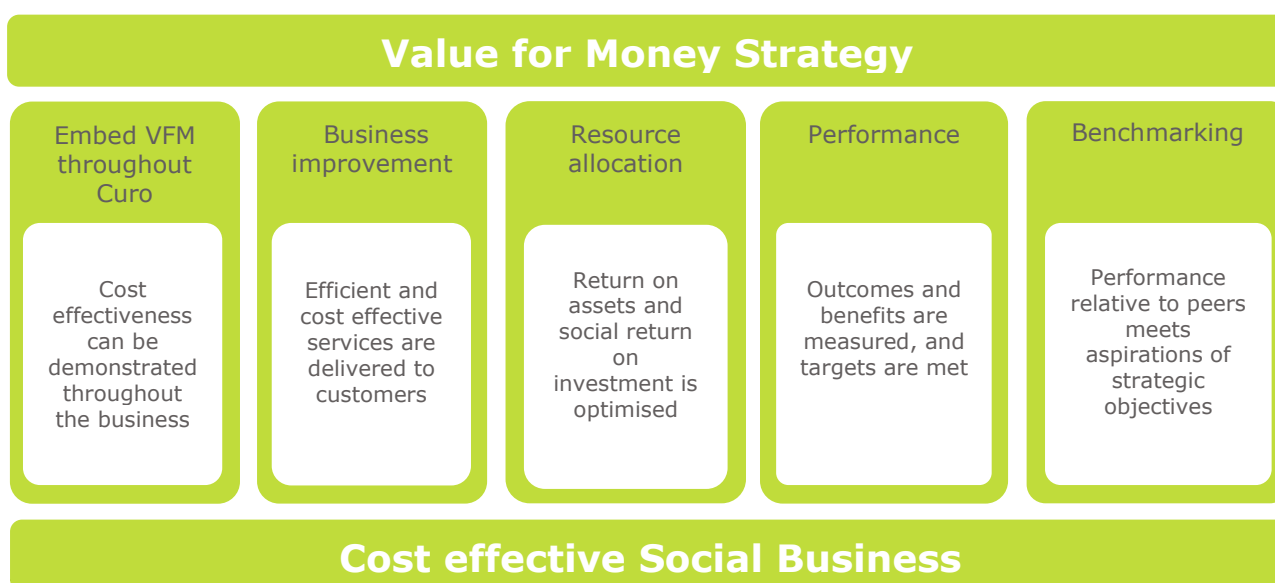 Value for Money Strategy
Embed VFM
throughout
Curo
Cost
effectiveness
can be
demonstrated
throughout
the business
Business
improvement
Efficient and
cost effective
services are
delivered to
customers
Resource
allocation
Return on
assets and
social return
on
investment is
optimised
Performance
Outcomes and
benefits are
measured, and
targets are met
Benchmarking
Performance
relative to peers
meets
aspirations of
strategic
objectives
Cost effective Social Business